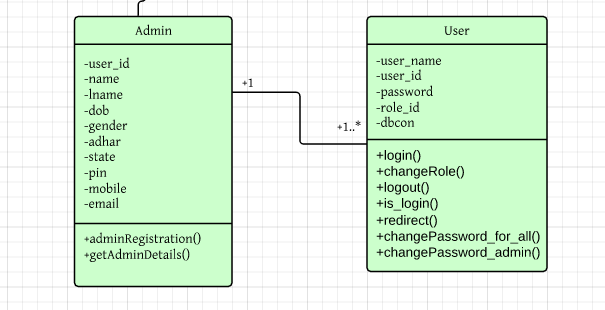 Admin
-user_id
-name
-lname
-dob
-gender
-adhar
-state
-pin
-mobile
-email
+adminRegistration()
+getAdminDetails()
+1
+1..*
User
-user_name
-user_id
-password
-role_id
-dbcon
+login()
+changeRole()
+logout()
+is_login()
+redirect()
+changePassword_for_all()
+changePassword_admin()